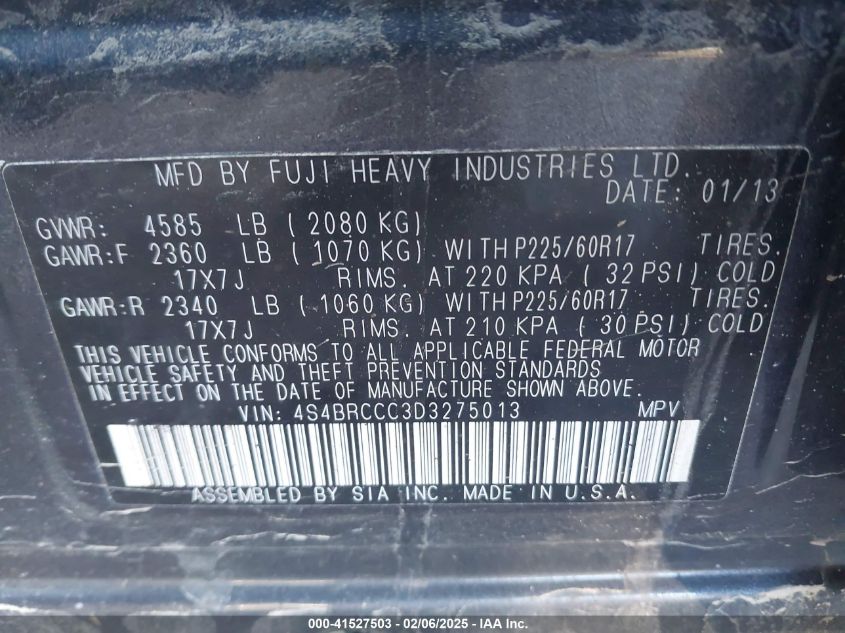 MFD BY FUJI HEAVY INDUSTRIES LTD.
DATE: 01/13
GVWR: 4585 LB ( 2080 KG)
GAWR:F 2360 LB ( 1070 KG) WITH P225/60R17 TIRES.
17X7J RIMS. AT 220 KPA ( 32 PSI) COLD
GAWR:R 2340 LB ( 1060 KG) WITH P225/60R17 TIRES.
17X7J RIMS. AT 210 KPA ( 30 PSI) COLD
THIS VEHICLE CONFORMS TO ALL APPLICABLE FEDERAL MOTOR
VEHICLE SAFETY AND THEFT PREVENTION STANDARDS
IN EFFECT ON THE DATE OF MANUFACTURE SHOWN ABOVE.
VIN: 4S4BRCCC3D3275013 MPV
ASSEMBLED BY SIA INC. MADE IN U.S.A.
000-41527503 - 02/06/2025 - IAA Inc.